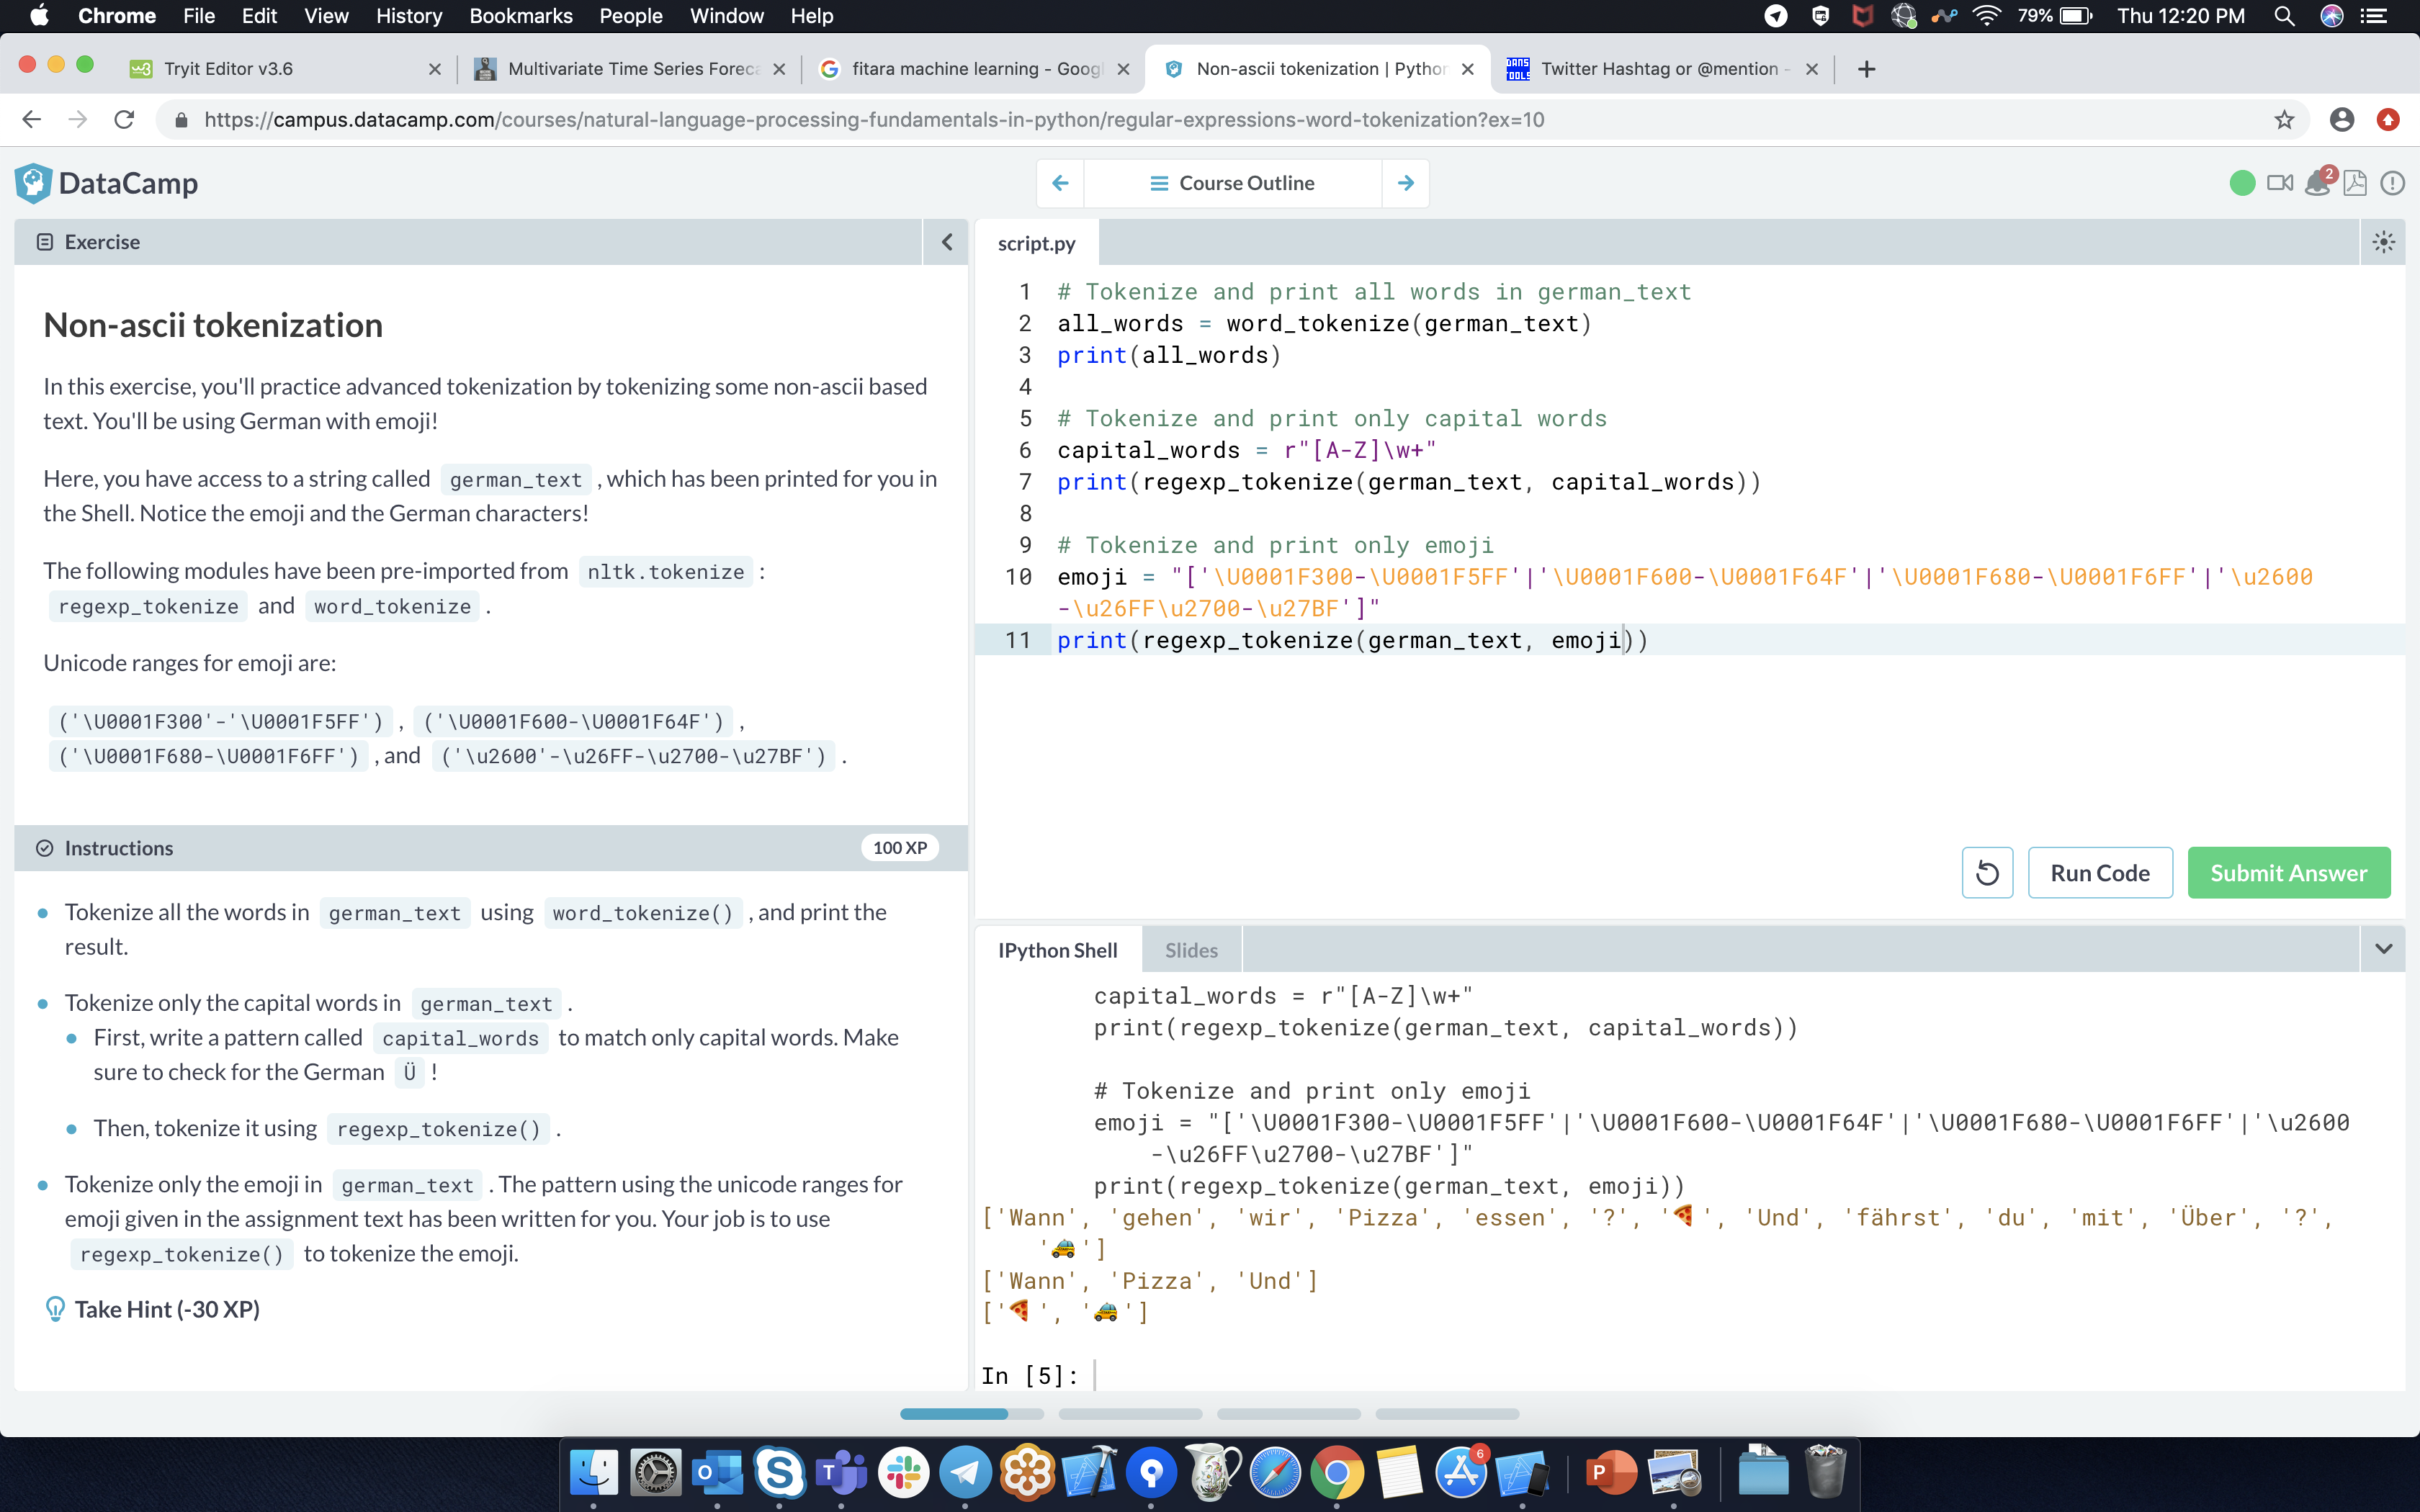 Chrome File Edit View History Bookmarks People Window Help 79% Thu 12:20 PM
Tryit Editor v3.6
Multivariate Time Series Foreca
fitara machine learning - Googl
Non-ascii tokenization | Python
Twitter Hashtag or @mention -
https://campus.datacamp.com/courses/natural-language-processing-fundamentals-in-python/regular-expressions-word-tokenization?ex=10
DataCamp
Course Outline
2
Exercise
Non-ascii tokenization
In this exercise, you'll practice advanced tokenization by tokenizing some non-ascii based
text. You'll be using German with emoji!
Here, you have access to a string called german_text , which has been printed for you in
the Shell. Notice the emoji and the German characters!
The following modules have been pre-imported from nltk.tokenize :
regexp_tokenize and word_tokenize .
Unicode ranges for emoji are:
('\U0001F300'-'\U0001F5FF') , ('\U0001F600-\U0001F64F') ,
('\U0001F680-\U0001F6FF') , and ('\u2600'-\u26FF-\u2700-\u27BF') .
Instructions
100 XP
Tokenize all the words in german_text using word_tokenize() , and print the
result.
Tokenize only the capital words in german_text .
First, write a pattern called capital_words to match only capital words. Make
sure to check for the German Ü !
Then, tokenize it using regexp_tokenize() .
Tokenize only the emoji in german_text . The pattern using the unicode ranges for
emoji given in the assignment text has been written for you. Your job is to use
regexp_tokenize() to tokenize the emoji.
Take Hint (-30 XP)
script.py
1 # Tokenize and print all words in german_text
2 all_words = word_tokenize(german_text)
3 print(all_words)
4
5 # Tokenize and print only capital words
6 capital_words = r"[A-Z]\w+"
7 print(regexp_tokenize(german_text, capital_words))
8
9 # Tokenize and print only emoji
10 emoji = "['\U0001F300-\U0001F5FF'|'\U0001F600-\U0001F64F'|'\U0001F680-\U0001F6FF'|'\u2600
-\u26FF\u2700-\u27BF']"
11 print(regexp_tokenize(german_text, emoji))
Run Code
Submit Answer
IPython Shell
Slides
capital_words = r"[A-Z]\w+"
print(regexp_tokenize(german_text, capital_words))
# Tokenize and print only emoji
emoji = "['\U0001F300-\U0001F5FF'|'\U0001F600-\U0001F64F'|'\U0001F680-\U0001F6FF'|'\u2600
-\u26FF\u2700-\u27BF']"
print(regexp_tokenize(german_text, emoji))
['Wann', 'gehen', 'wir', 'Pizza', 'essen', '?', '🍕', 'Und', 'fährst', 'du', 'mit', 'Über', '?',
'🚕']
['Wann', 'Pizza', 'Und']
['🍕', '🚕']
In [5]:
6